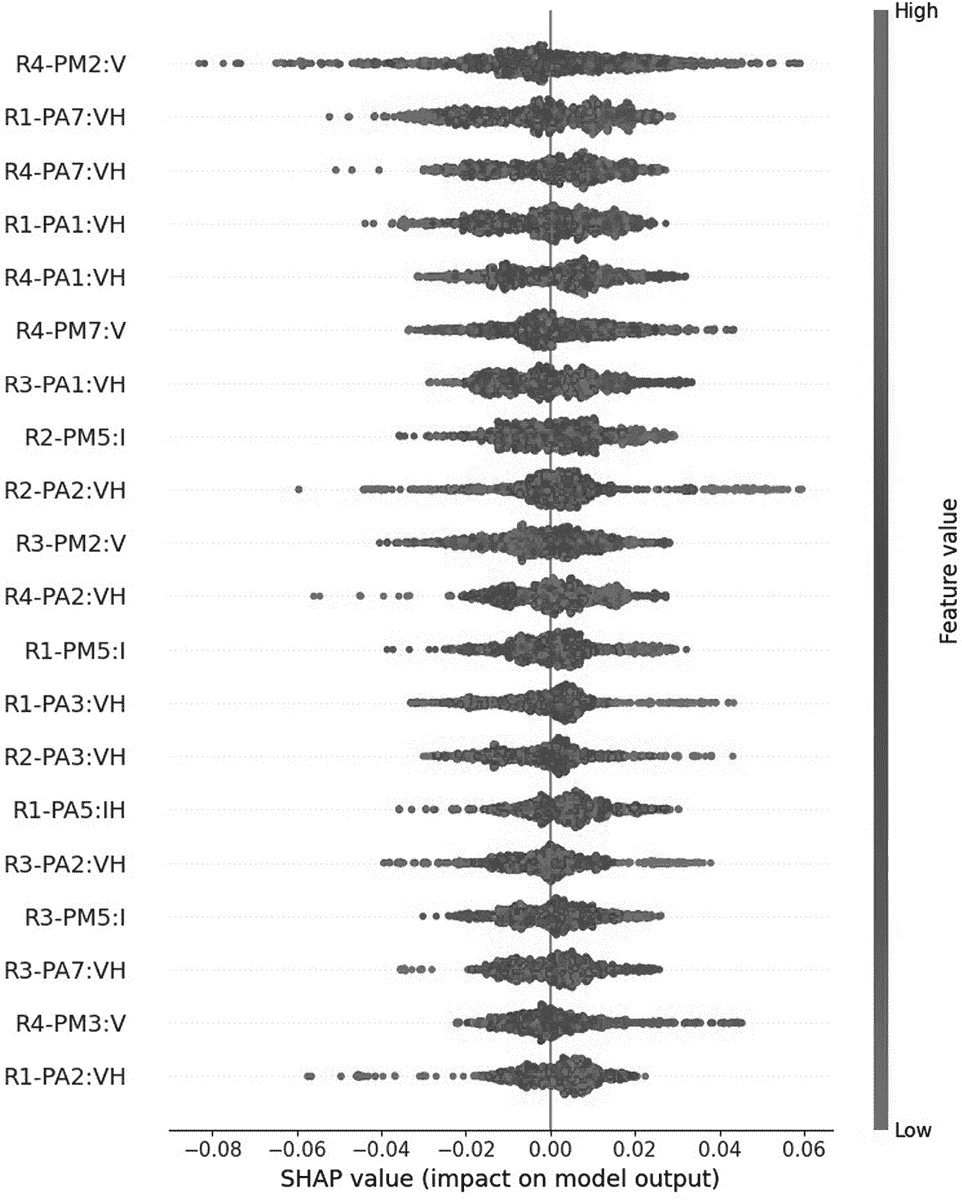 High
R4-PM2:V
R1-PA7:VH
R4-PA7:VH
R1-PA1:VH
R4-PA1:VH
R4-PM7:V
R3-PA1:VH
R2-PM5:I
R2-PA2:VH
R3-PM2:V
R4-PA2:VH
R1-PM5:I
R1-PA3:VH
R2-PA3:VH
R1-PA5:IH
R3-PA2:VH
R3-PM5:I
R3-PA7:VH
R4-PM3:V
R1-PA2:VH
Feature value
Low
−0.08 −0.06 −0.04 −0.02 0.00 0.02 0.04 0.06
SHAP value (impact on model output)